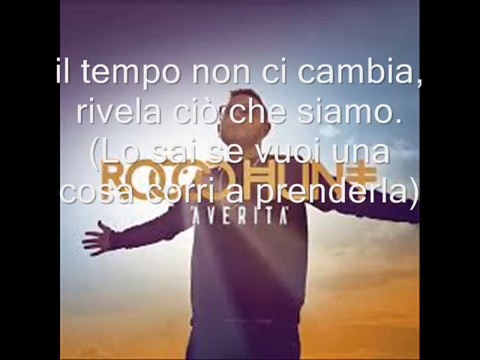 il tempo non ci cambia,
rivela ciò che siamo.
(Lo sai se vuoi una
ROCCO HUNT
cosa corri a prenderla)
'A VERITÀ